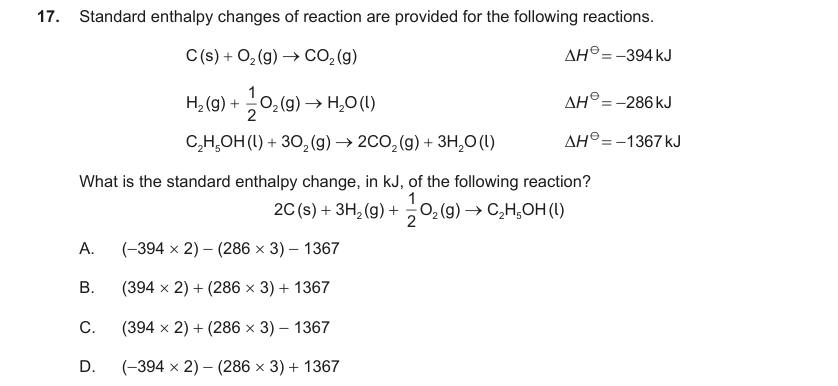 17. Standard enthalpy changes of reaction are provided for the following reactions.
C(s) + O₂(g) → CO₂(g) ΔH⦵ = −394 kJ
H₂(g) + 1/2 O₂(g) → H₂O(l) ΔH⦵ = −286 kJ
C₂H₅OH(l) + 3O₂(g) → 2CO₂(g) + 3H₂O(l) ΔH⦵ = −1367 kJ
What is the standard enthalpy change, in kJ, of the following reaction?
2C(s) + 3H₂(g) + 1/2 O₂(g) → C₂H₅OH(l)
A. (−394 × 2) − (286 × 3) − 1367
B. (394 × 2) + (286 × 3) + 1367
C. (394 × 2) + (286 × 3) − 1367
D. (−394 × 2) − (286 × 3) + 1367